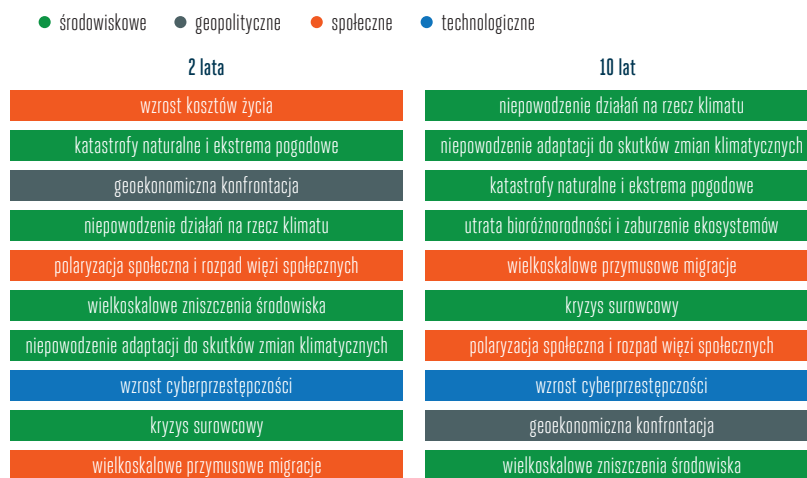 środowiskowe geopolityczne społeczne technologiczne
2 lata
wzrost kosztów życia
katastrofy naturalne i ekstrema pogodowe
geoekonomiczna konfrontacja
niepowodzenie działań na rzecz klimatu
polaryzacja społeczna i rozpad więzi społecznych
wielkoskalowe zniszczenia środowiska
niepowodzenie adaptacji do skutków zmian klimatycznych
wzrost cyberprzestępczości
kryzys surowcowy
wielkoskalowe przymusowe migracje
10 lat
niepowodzenie działań na rzecz klimatu
niepowodzenie adaptacji do skutków zmian klimatycznych
katastrofy naturalne i ekstrema pogodowe
utrata bioróżnorodności i zaburzenie ekosystemów
wielkoskalowe przymusowe migracje
kryzys surowcowy
polaryzacja społeczna i rozpad więzi społecznych
wzrost cyberprzestępczości
geoekonomiczna konfrontacja
wielkoskalowe zniszczenia środowiska